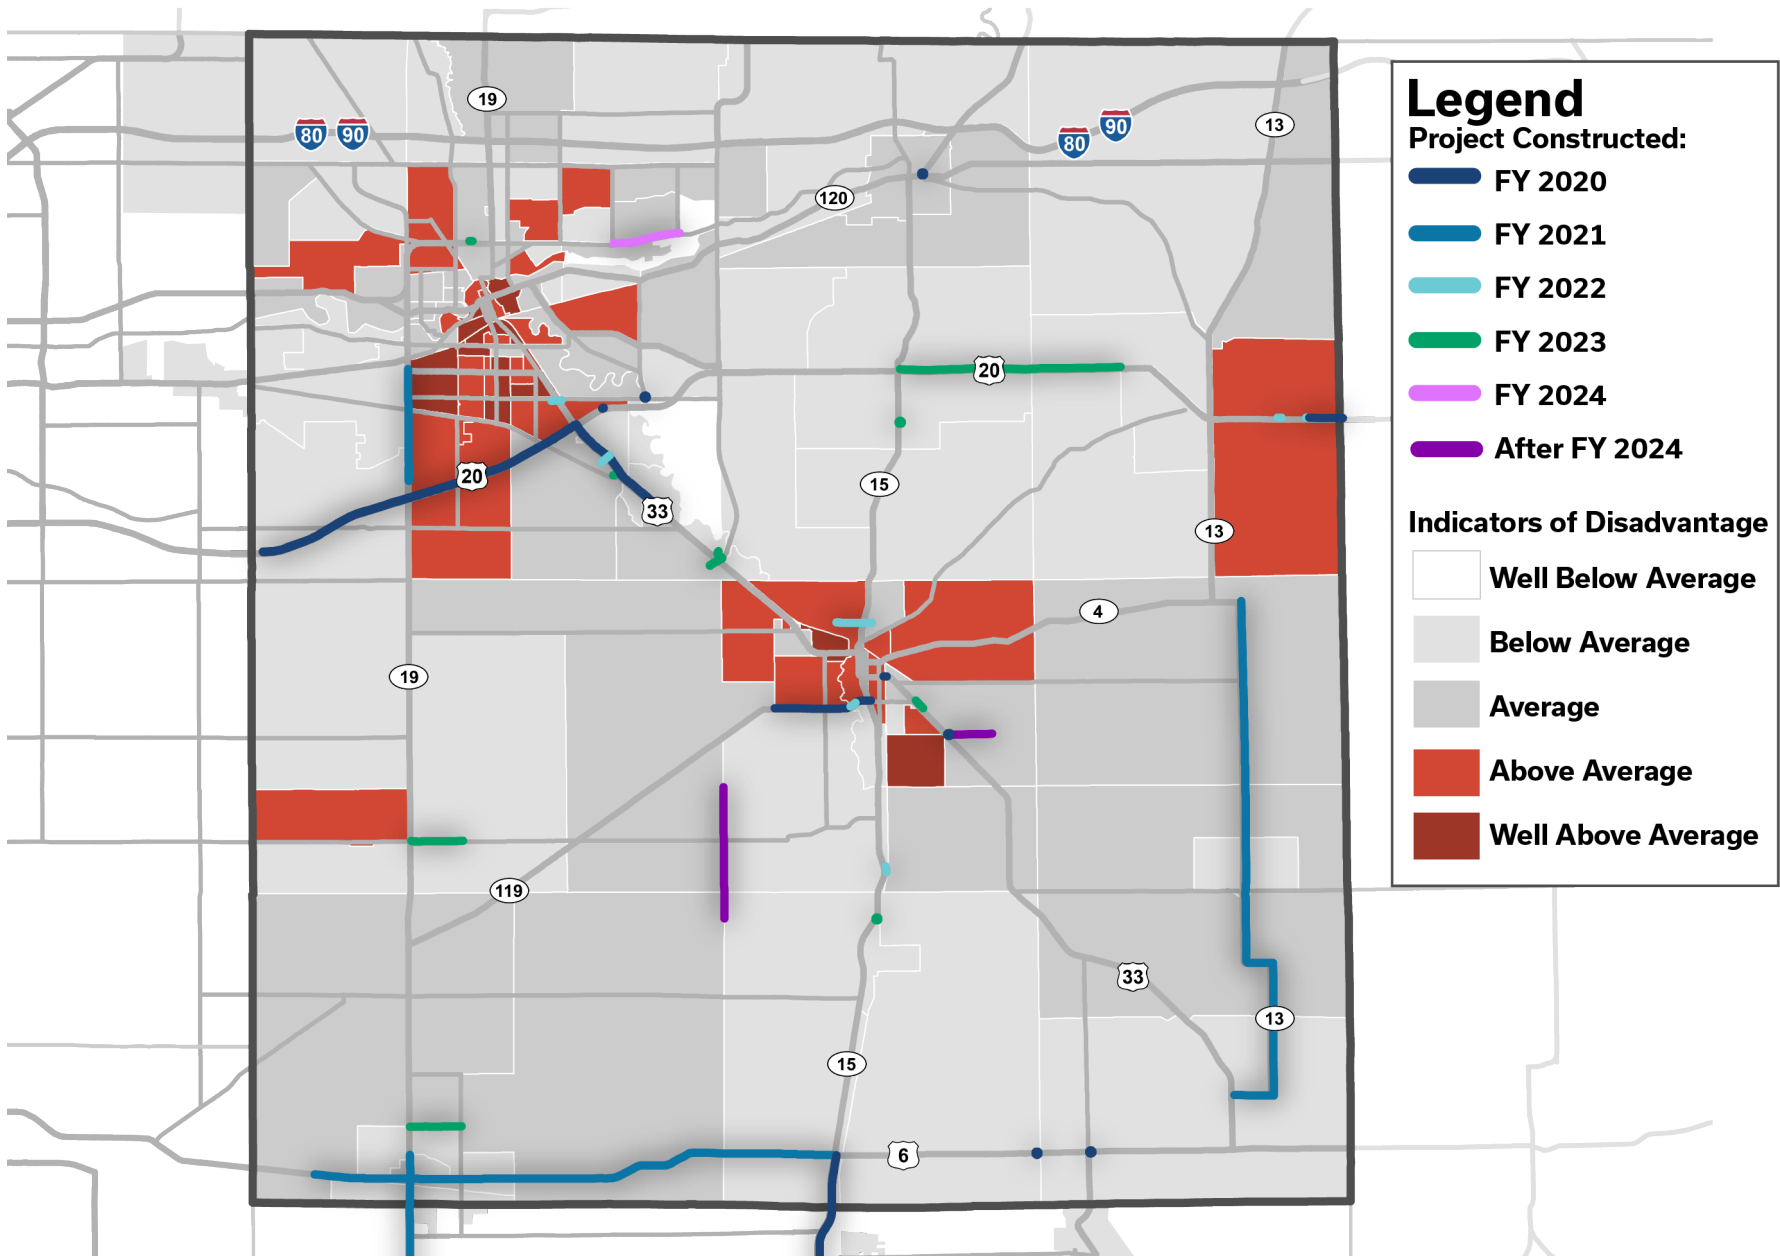 19
80 90
80 90
13
120
20
20
15
33
13
4
19
119
33
13
15
6
Legend
Project Constructed:
FY 2020
FY 2021
FY 2022
FY 2023
FY 2024
After FY 2024
Indicators of Disadvantage
Well Below Average
Below Average
Average
Above Average
Well Above Average